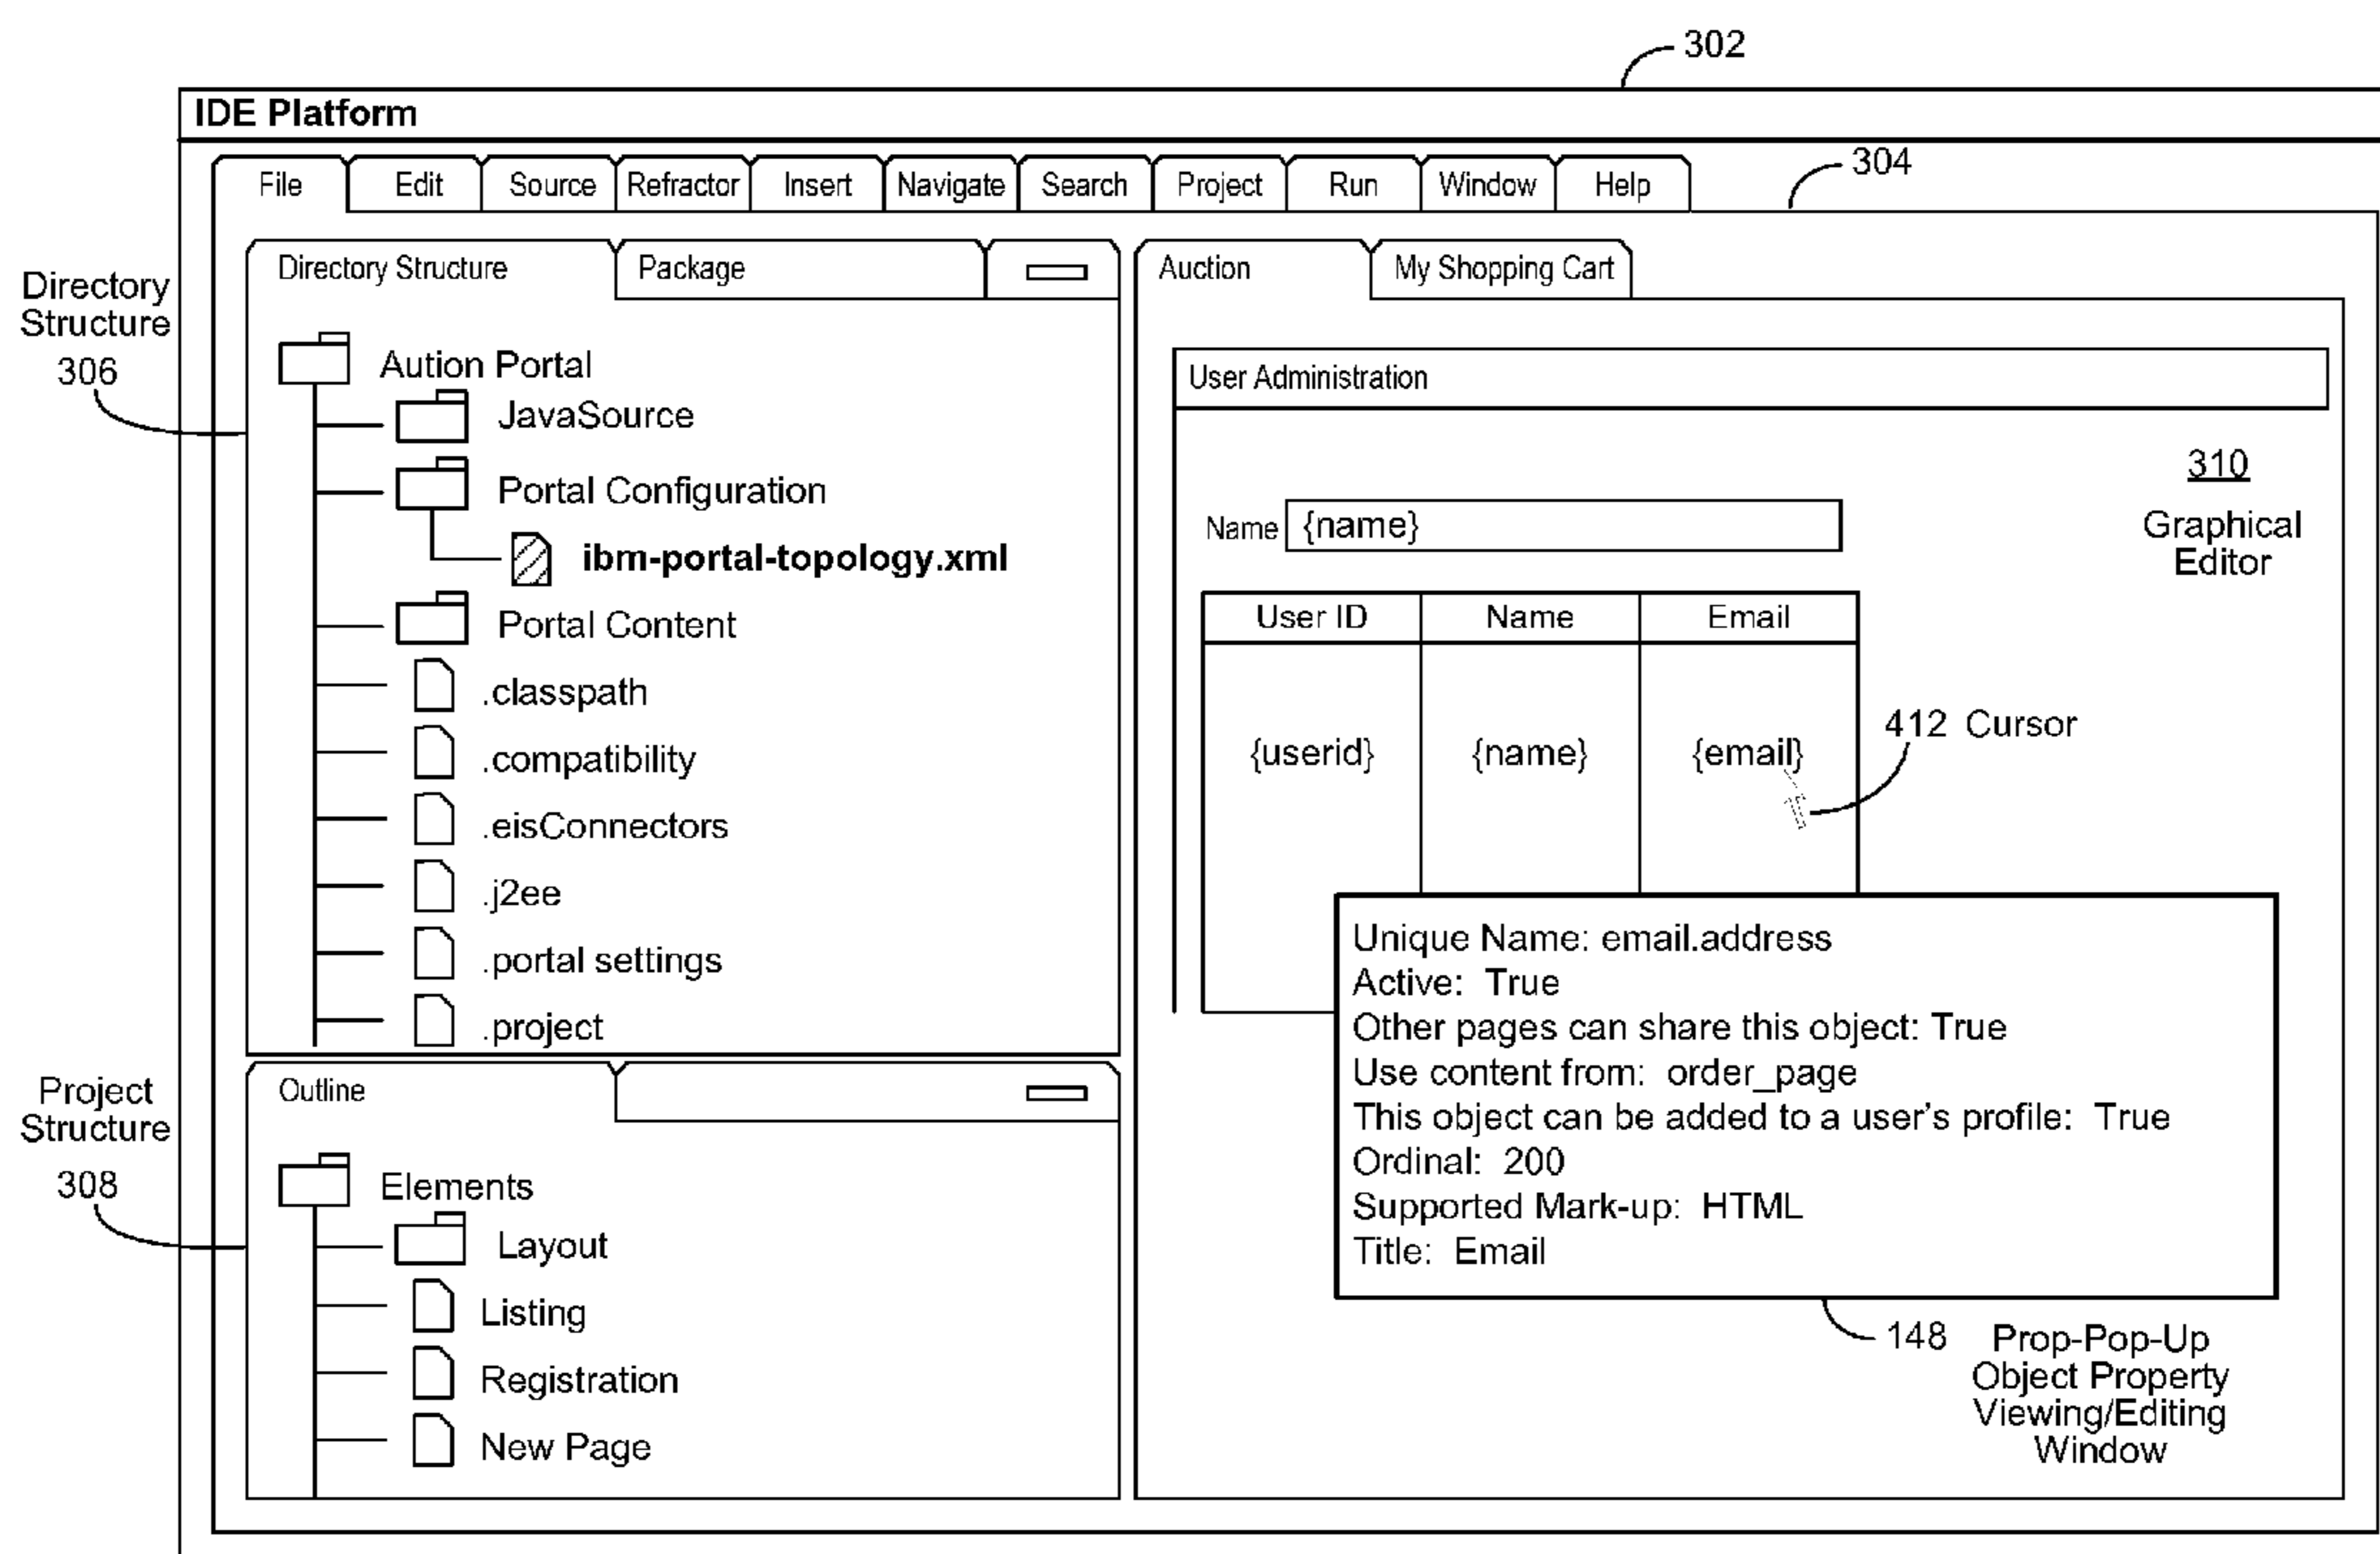 302
IDE Platform
304
File Edit Source Refractor Insert Navigate Search Project Run Window Help
Directory
Structure
306
Directory Structure Package
Aution Portal
JavaSource
Portal Configuration
ibm-portal-topology.xml
Portal Content
.classpath
.compatibility
.eisConnectors
.j2ee
.portal settings
.project
Project
Structure
308
Outline
Elements
Layout
Listing
Registration
New Page
Auction My Shopping Cart
User Administration
310
Graphical
Editor
Name {name}
User ID Name Email
{userid} {name} {email}
412 Cursor
Unique Name: email.address
Active: True
Other pages can share this object: True
Use content from: order_page
This object can be added to a user’s profile: True
Ordinal: 200
Supported Mark-up: HTML
Title: Email
148 Prop-Pop-Up
Object Property
Viewing/Editing
Window